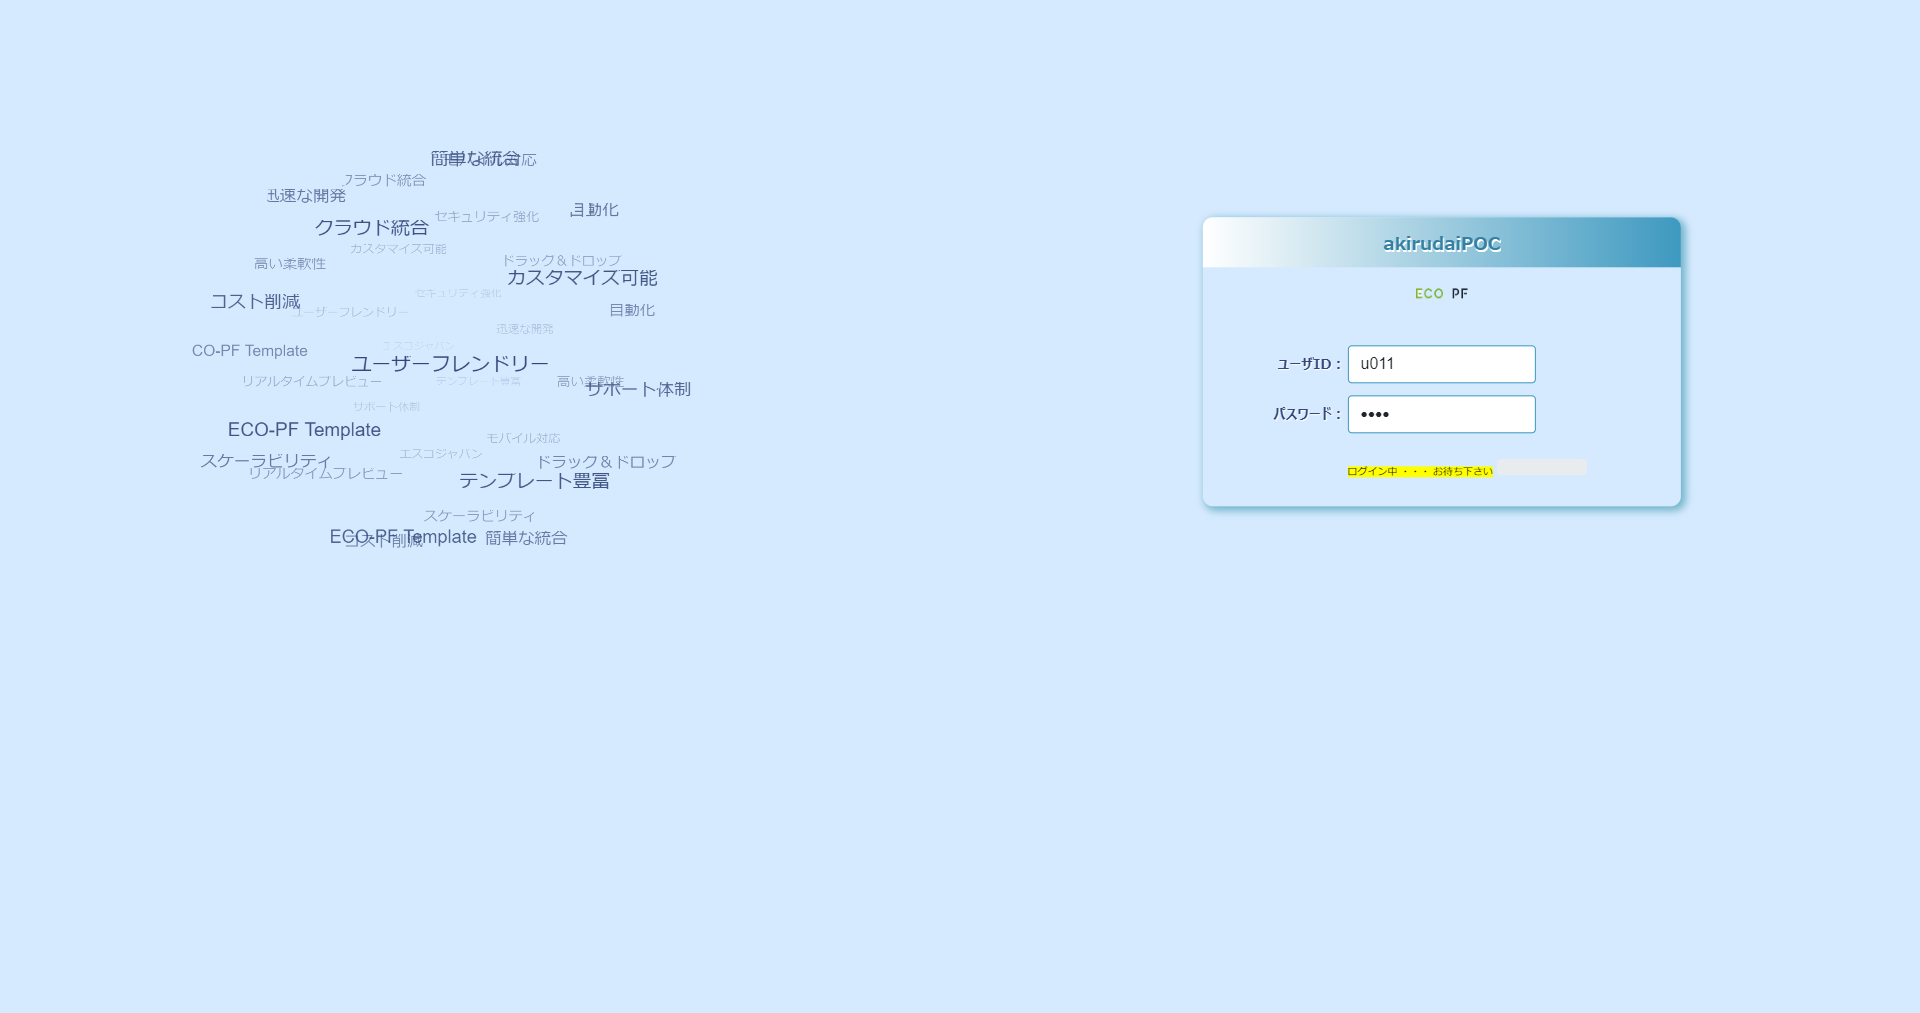 簡単な統合
クラウド統合
迅速な開発
自動化
セキュリティ強化
クラウド統合
カスタマイズ可能
ドラッグ＆ドロップ
高い柔軟性
カスタマイズ可能
セキュリティ強化
コスト削減
ユーザーフレンドリー
自動化
迅速な開発
エスコジャパン
CO-PF Template
ユーザーフレンドリー
リアルタイムプレビュー
テンプレート豊富
高い柔軟性
サポート体制
サポート体制
ECO-PF Template
モバイル対応
エスコジャパン
スケーラビリティ
ドラッグ＆ドロップ
リアルタイムプレビュー
テンプレート豊富
スケーラビリティ
ECO-PF Template
コスト削減
簡単な統合
akirudaiPOC
ECO PF
ユーザID：
u011
パスワード：
••••
ログイン中 ・・・ お待ち下さい